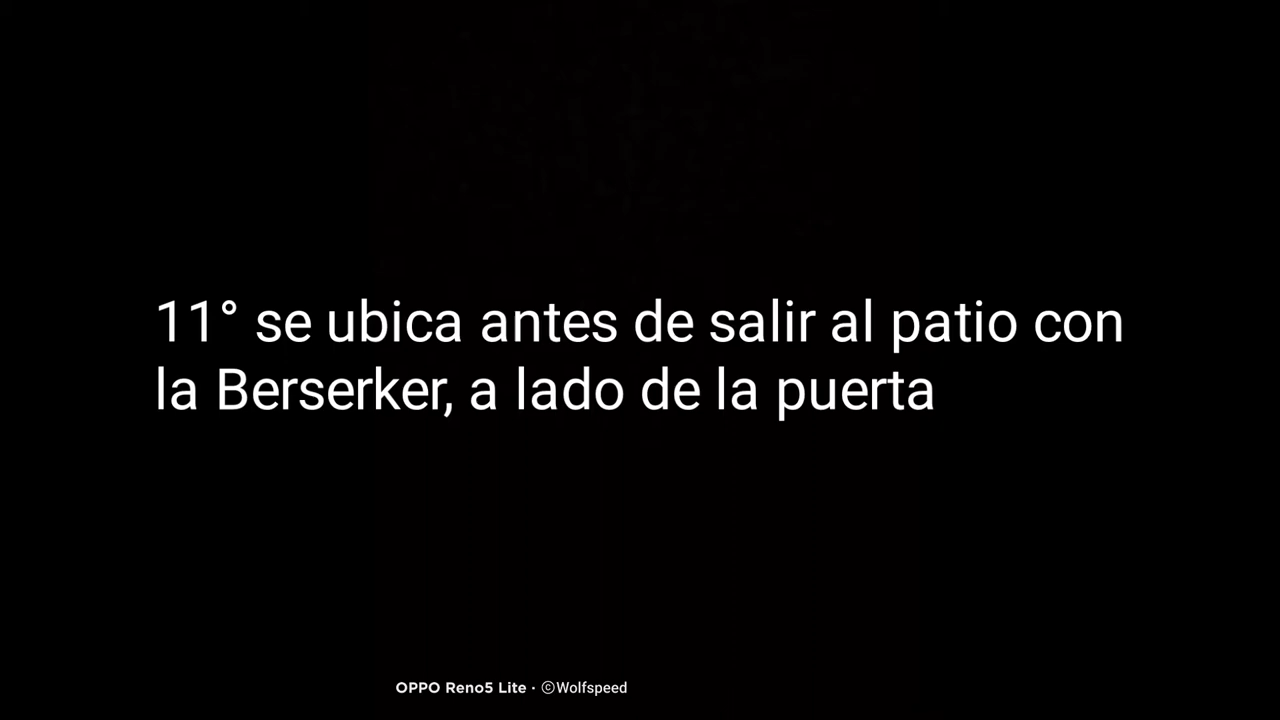 11° se ubica antes de salir al patio con
la Berserker, a lado de la puerta
OPPO Reno5 Lite · ©Wolfspeed